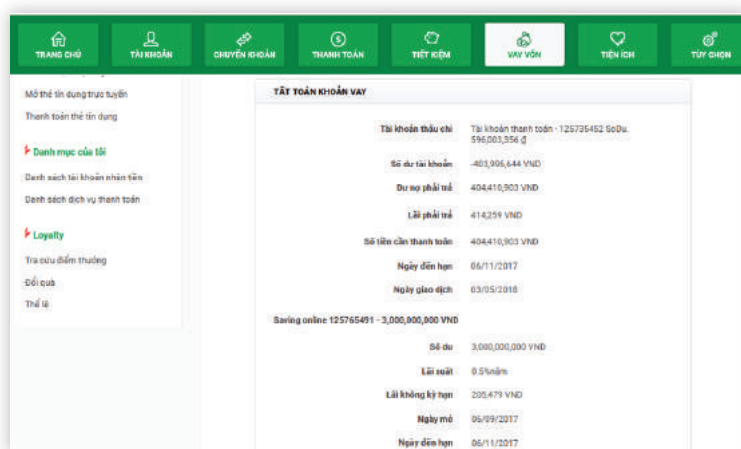 TRANG CHỦ
TÀI KHOẢN
CHUYỂN KHOẢN
THANH TOÁN
TIẾT KIỆM
VAY VỐN
TIỆN ÍCH
TÙY CHỌN
Mở thẻ tín dụng trực tuyến
Thanh toán thẻ tín dụng
Danh mục của tôi
Danh sách tài khoản nhận tiền
Danh sách dịch vụ thanh toán
Loyalty
Tra cứu điểm thưởng
Đổi quà
Thể lệ
TẤT TOÁN KHOẢN VAY
Tài khoản thấu chi Tài khoản thanh toán - 125735452 SoDu.
596,003,356 ₫
Số dư tài khoản -403,996,644 VND
Dư nợ phải trả 404,410,903 VND
Lãi phải trả 414,259 VND
Số tiền cần thanh toán 404,410,903 VND
Ngày đến hạn 06/11/2017
Ngày giao dịch 03/05/2018
Saving online 125765491 - 3,000,000,000 VND
Số dư 3,000,000,000 VND
Lãi suất 0.5%năm
Lãi không kỳ hạn 205,479 VND
Ngày mở 06/09/2017
Ngày đến hạn 06/11/2017